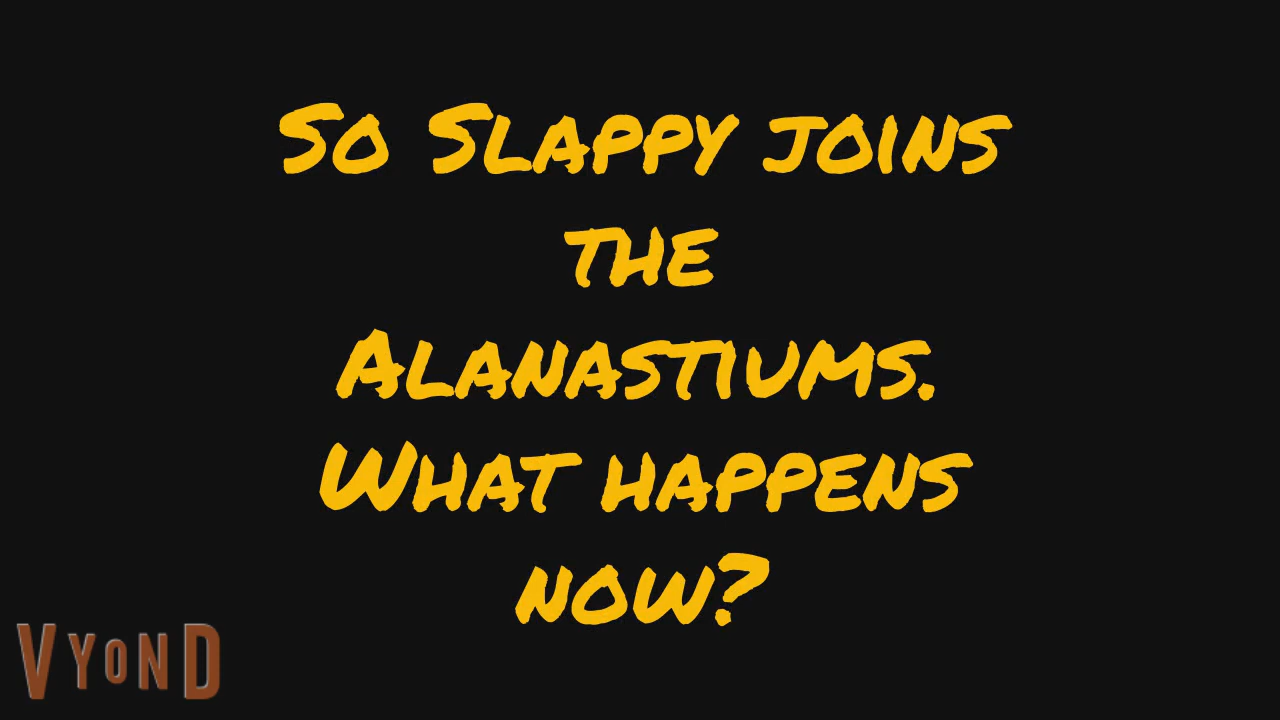 So Slappy joins
the
Alanastiums.
What happens
now?
VYOND